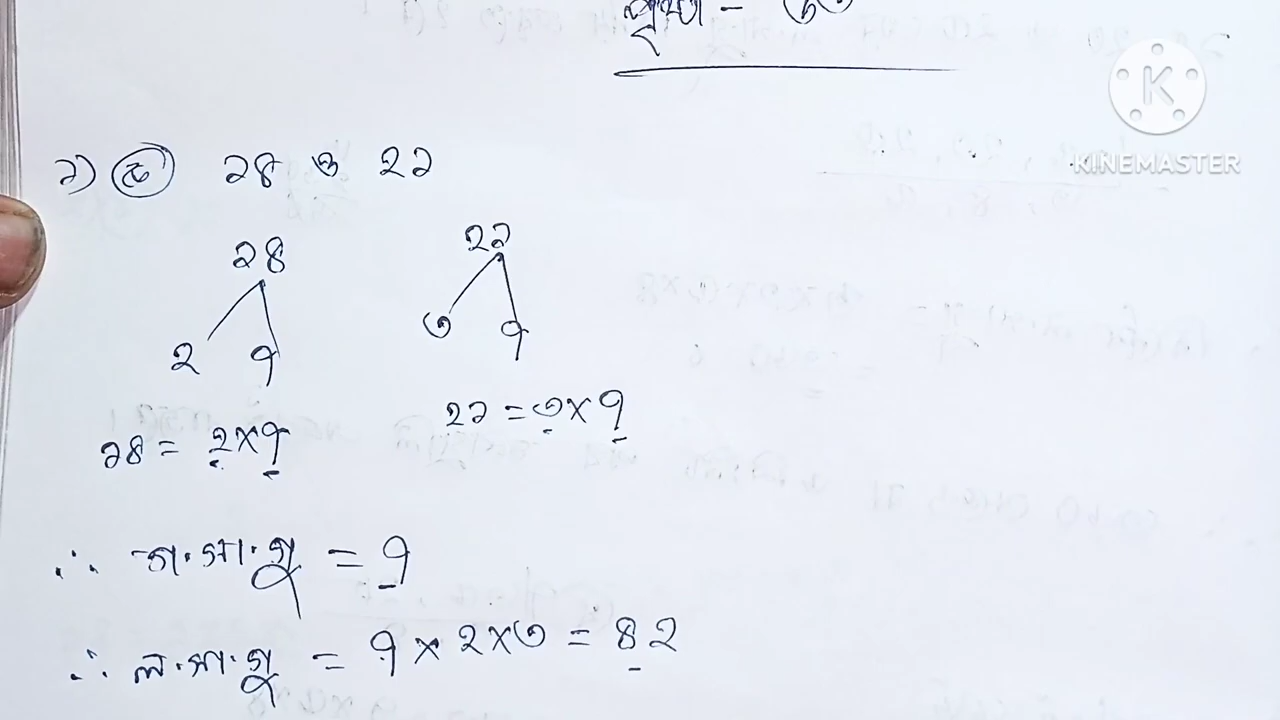 পৃষ্ঠা -
KINEMASTER
১) ১৪ ও ২১
১৪
২ ৭
২১
৩ ৭
১৪ = ২×৭
২১ = ৩×৭
∴ গ.সা.গু = ৭
∴ ল.সা.গু = ৭×২×৩ = ৪২